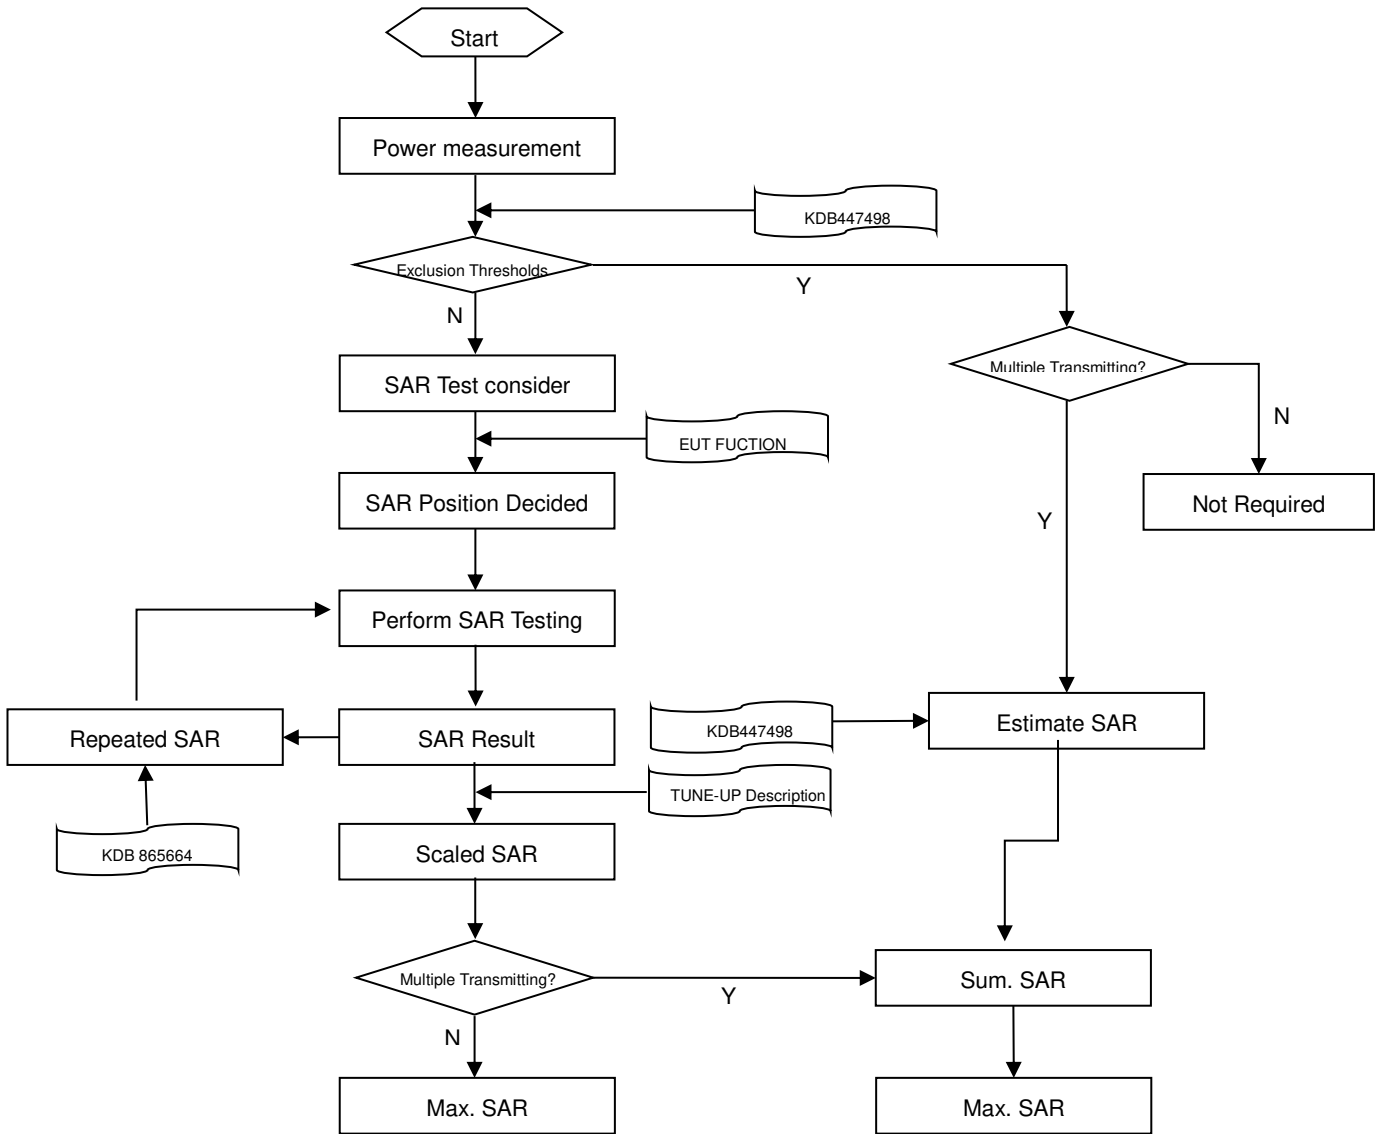 Start
Power measurement
KDB447498
Exclusion Thresholds
Y
N
Multiple Transmitting?
SAR Test consider
N
EUT FUCTION
SAR Position Decided
Not Required
Y
Perform SAR Testing
Repeated SAR
SAR Result
KDB447498
Estimate SAR
TUNE-UP Description
KDB 865664
Scaled SAR
Multiple Transmitting?
Y
Sum. SAR
N
Max. SAR
Max. SAR